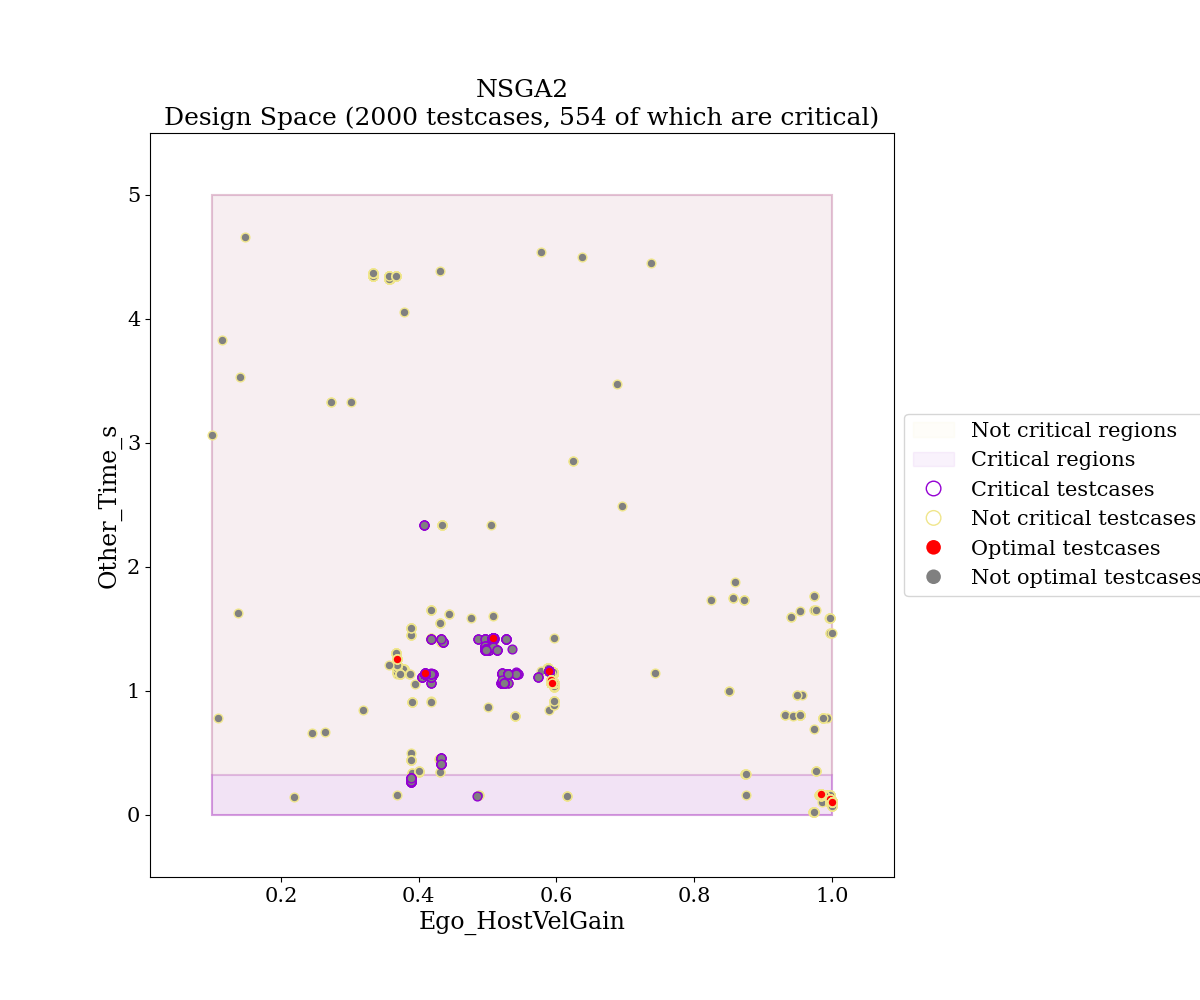 NSGA2
Design Space (2000 testcases, 554 of which are critical)
5
4
3
2
1
0
Other_Time_s
0.2
0.4
0.6
0.8
1.0
Ego_HostVelGain
Not critical regions
Critical regions
Critical testcases
Not critical testcases
Optimal testcases
Not optimal testcases